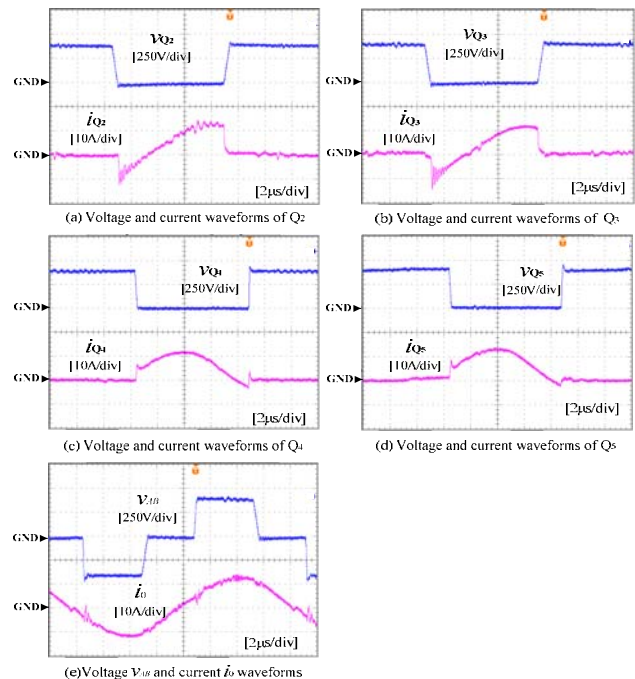 vQ2
[250V/div]
GND
iQ2
[10A/div]
GND
[2μs/div]
(a) Voltage and current waveforms of Q2
vQ3
[250V/div]
GND
iQ3
[10A/div]
GND
[2μs/div]
(b) Voltage and current waveforms of Q3
vQ4
[250V/div]
GND
iQ4
[10A/div]
GND
[2μs/div]
(c) Voltage and current waveforms of Q4
vQ5
[250V/div]
GND
iQ5
[10A/div]
GND
[2μs/div]
(d) Voltage and current waveforms of Q5
vAB
[250V/div]
GND
io
[10A/div]
GND
[2μs/div]
(e)Voltage vAB and current io waveforms